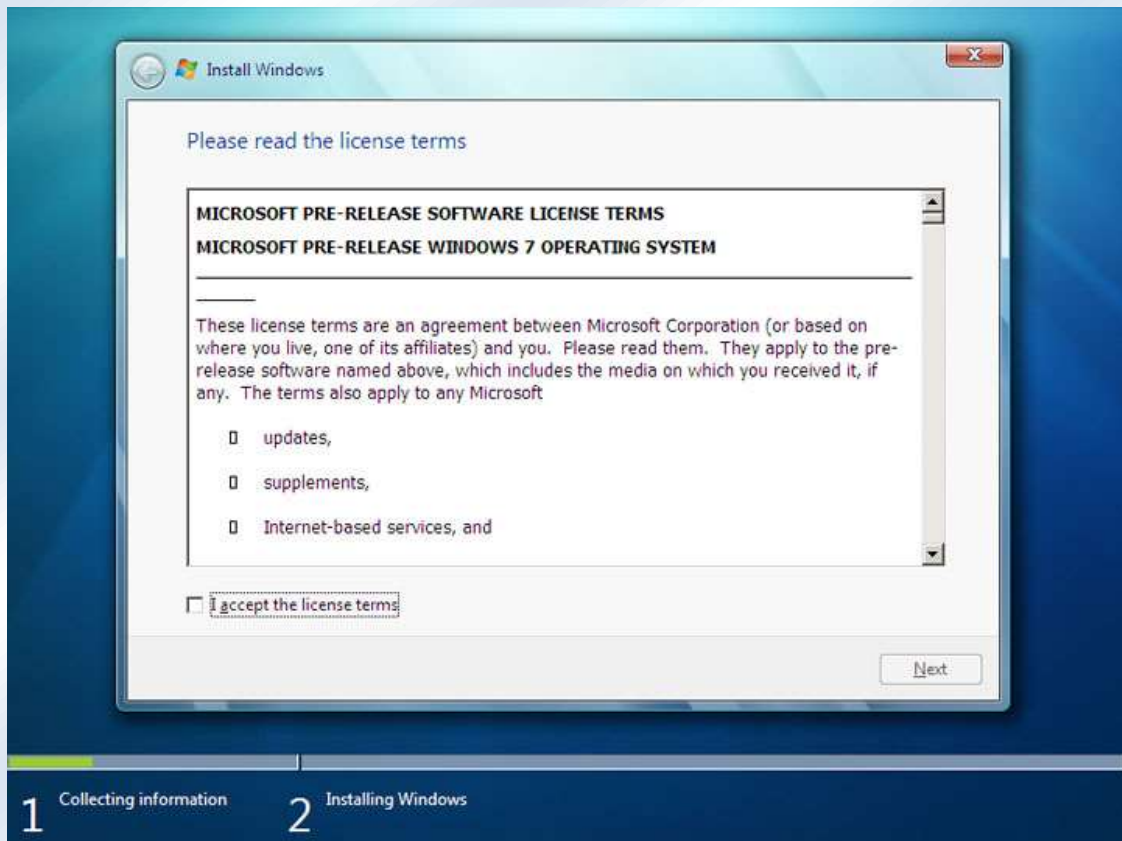 Install Windows
Please read the license terms
MICROSOFT PRE-RELEASE SOFTWARE LICENSE TERMS
MICROSOFT PRE-RELEASE WINDOWS 7 OPERATING SYSTEM
These license terms are an agreement between Microsoft Corporation (or based on
where you live, one of its affiliates) and you.  Please read them.  They apply to the pre-
release software named above, which includes the media on which you received it, if
any.  The terms also apply to any Microsoft
updates,
supplements,
Internet-based services, and
I accept the license terms
Next
1 Collecting information
2 Installing Windows